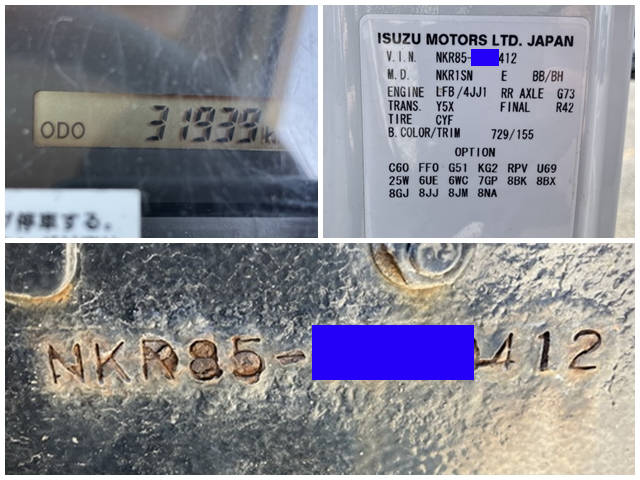 ODO 31939 k
停車する。
ISUZU MOTORS LTD. JAPAN
V.I.N. NKR85- 412
M.D. NKR1SN E BB/BH
ENGINE LFB/4JJ1 RR AXLE G73
TRANS. Y5X FINAL R42
TIRE CYF
B.COLOR/TRIM 729/155
OPTION
C60 FF0 G51 KG2 RPV U69
25W 6UE 6WC 7GP 8BK 8BX
8GJ 8JJ 8JM 8NA
NKR85- 412